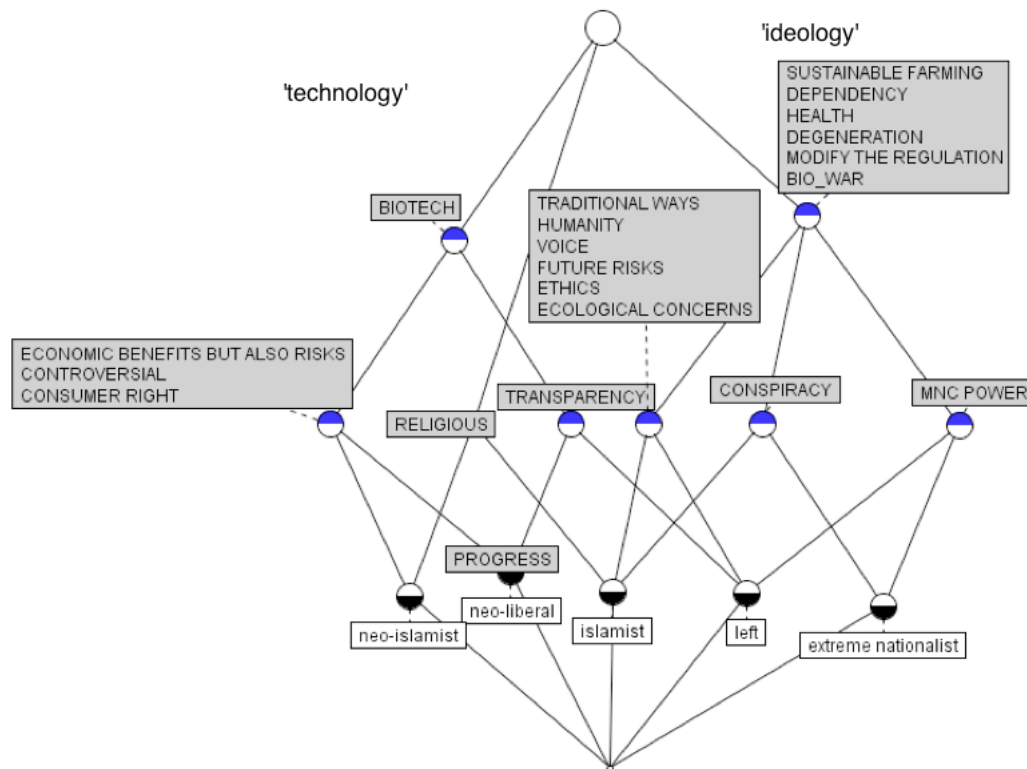 'ideology'
'technology'
SUSTAINABLE FARMING
DEPENDENCY
HEALTH
DEGENERATION
MODIFY THE REGULATION
BIO_WAR
BIOTECH
TRADITIONAL WAYS
HUMANITY
VOICE
FUTURE RISKS
ETHICS
ECOLOGICAL CONCERNS
ECONOMIC BENEFITS BUT ALSO RISKS
CONTROVERSIAL
CONSUMER RIGHT
RELIGIOUS
TRANSPARENCY
CONSPIRACY
MNC POWER
PROGRESS
neo-islamist
neo-liberal
islamist
left
extreme nationalist